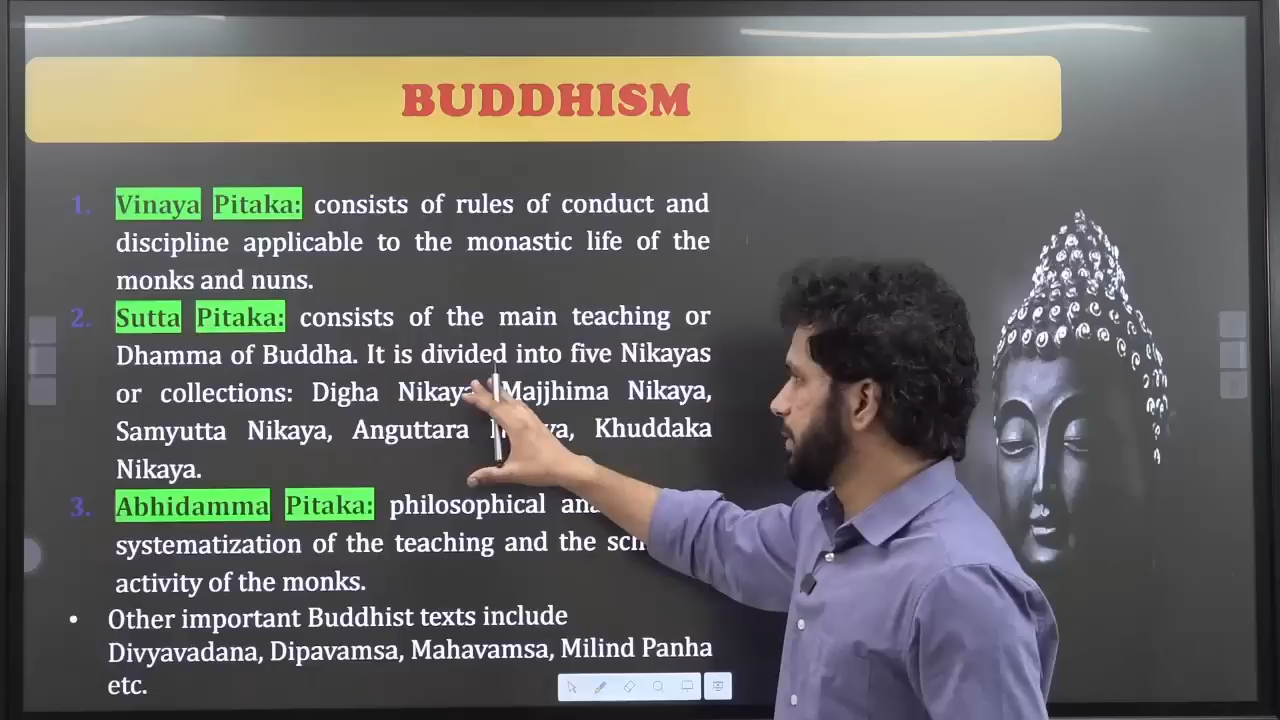 BUDDHISM
1. Vinaya Pitaka: consists of rules of conduct and
discipline applicable to the monastic life of the
monks and nuns.
2. Sutta Pitaka: consists of the main teaching or
Dhamma of Buddha. It is divided into five Nikayas
or collections: Digha Nikaya, Majjhima Nikaya,
Samyutta Nikaya, Anguttara Khuddaka
Nikaya.
3. Abhidamma Pitaka: philosophical
systematization of the teaching and the
activity of the monks.
• Other important Buddhist texts include
Divyavadana, Dipavamsa, Mahavamsa, Milind Panha
etc.